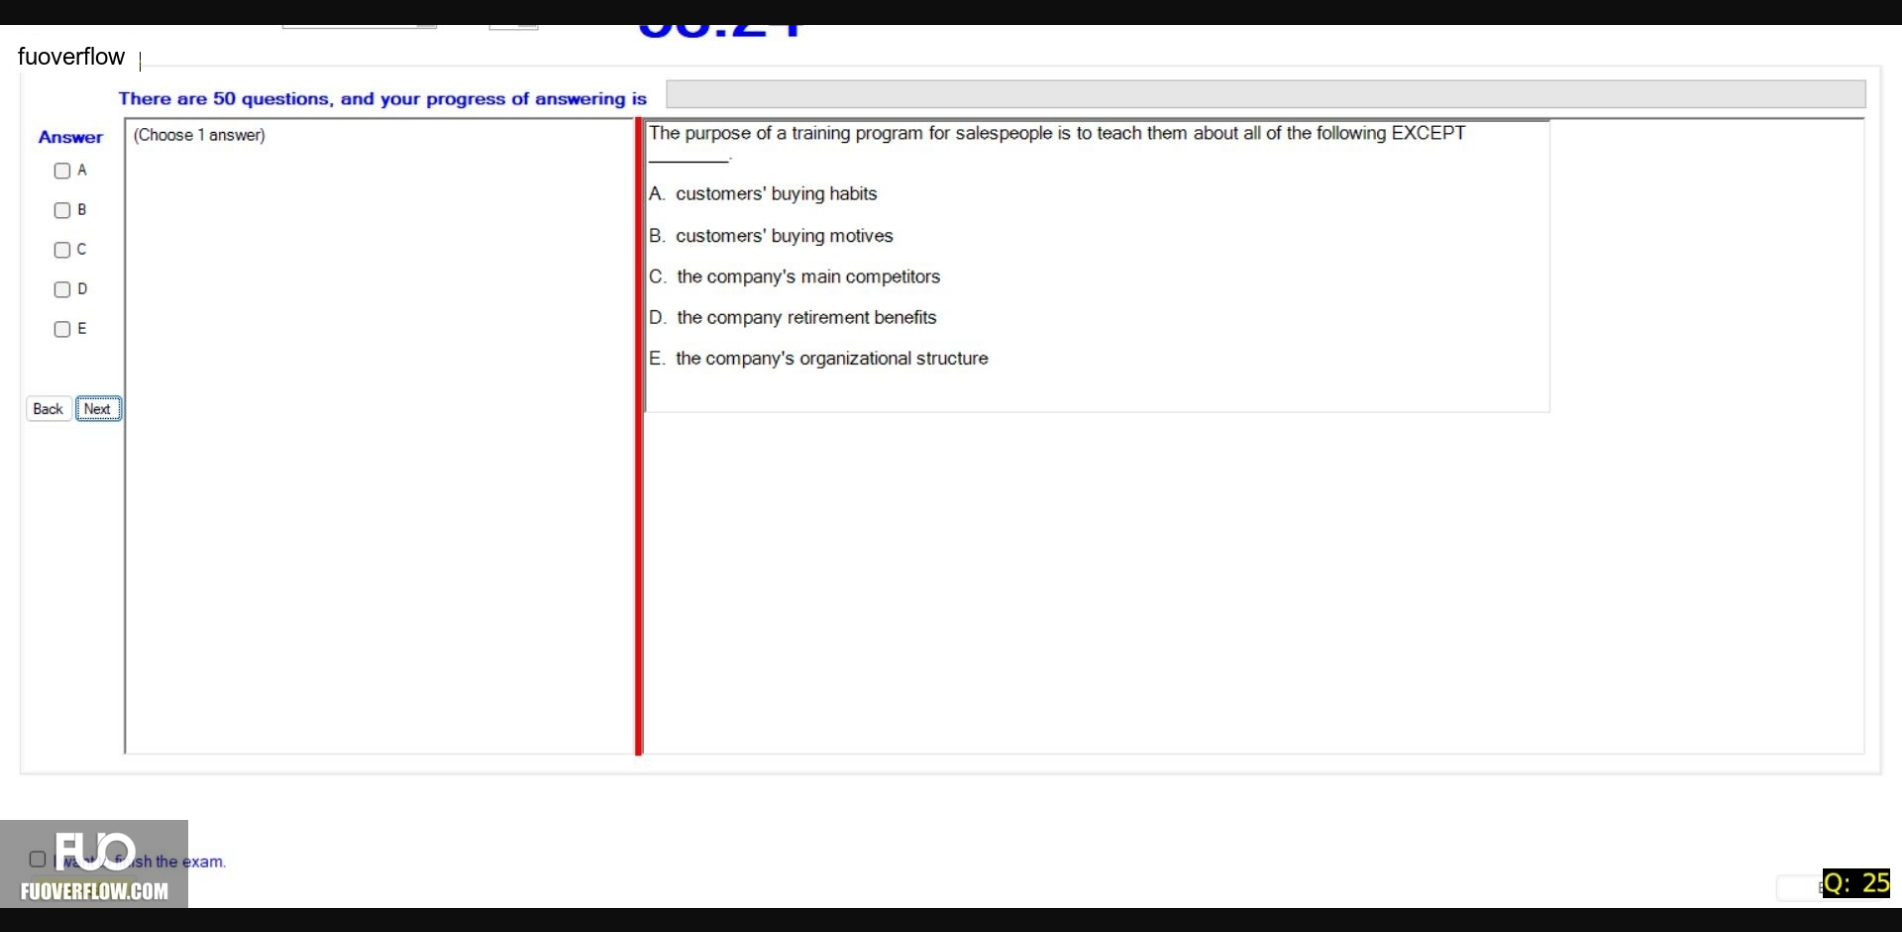 fuoverflow
There are 50 questions, and your progress of answering is
Answer
(Choose 1 answer)
A
B
C
D
E
Back Next
The purpose of a training program for salespeople is to teach them about all of the following EXCEPT
________.
A. customers' buying habits
B. customers' buying motives
C. the company's main competitors
D. the company retirement benefits
E. the company's organizational structure
FUO
the exam.
FUOVERFLOW.COM
Q: 25